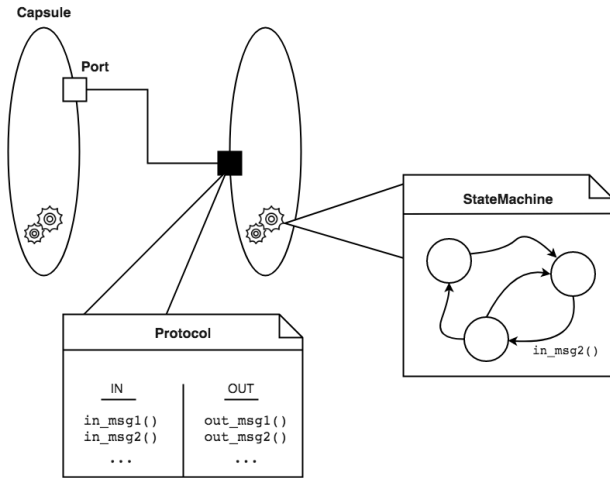 Capsule
Port
StateMachine
in_msg2()
Protocol
IN OUT
in_msg1() out_msg1()
in_msg2() out_msg2()
... ...